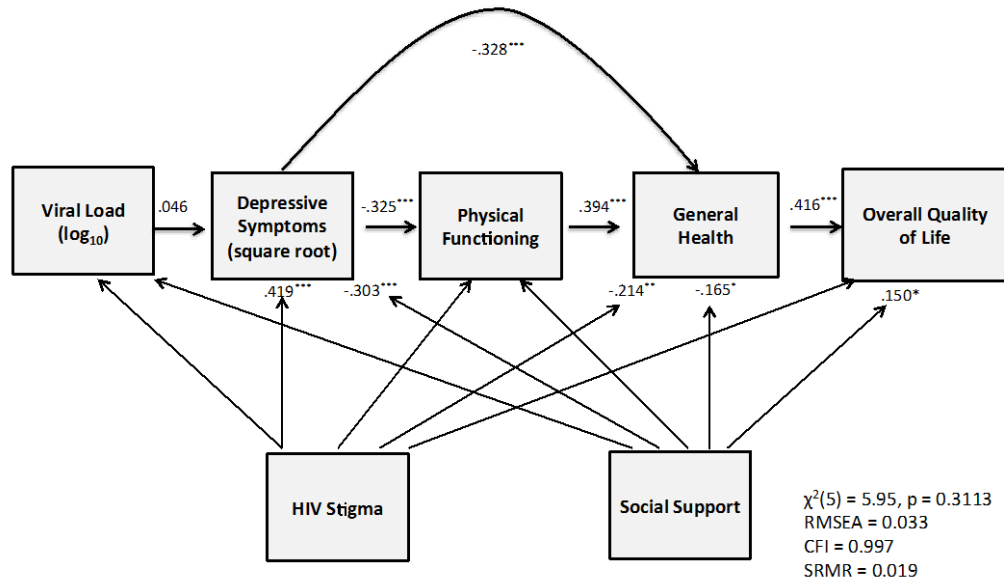 -.328***
Viral Load
(log10)
.046
Depressive
Symptoms
(square root)
-.325***
Physical
Functioning
.394***
General
Health
.416***
Overall Quality
of Life
.419***
-.303***
-.214**
-.165*
.150*
HIV Stigma
Social Support
χ²(5) = 5.95, p = 0.3113
RMSEA = 0.033
CFI = 0.997
SRMR = 0.019